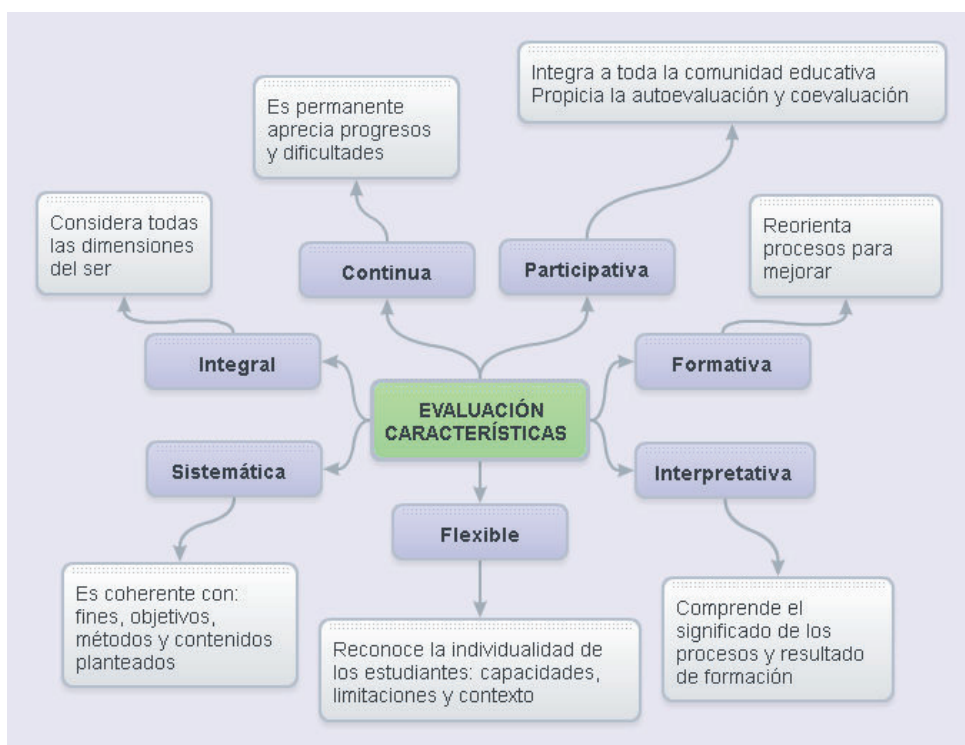 Integra a toda la comunidad educativa
Propicia la autoevaluación y coevaluación
Es permanente
aprecia progresos
y dificultades
Considera todas
las dimensiones
del ser
Reorienta
procesos para
mejorar
Continua
Participativa
Integral
Formativa
EVALUACIÓN
CARACTERÍSTICAS
Sistemática
Interpretativa
Flexible
Es coherente con:
fines, objetivos,
métodos y contenidos
planteados
Reconoce la individualidad de
los estudiantes: capacidades,
limitaciones y contexto
Comprende el
significado de los
procesos y resultado
de formación